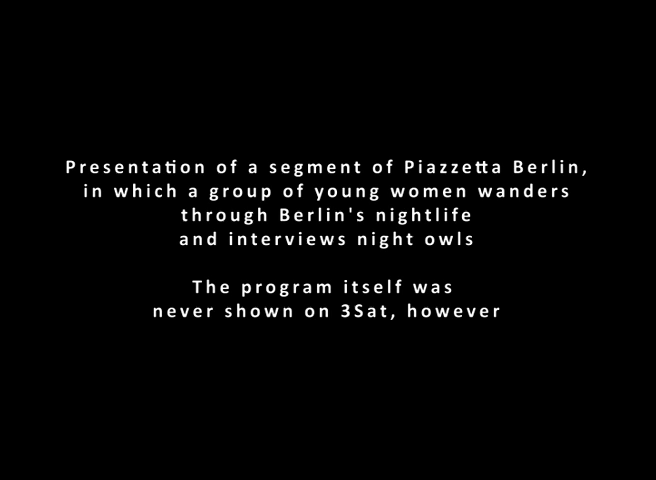 Presentation of a segment of Piazzetta Berlin,
in which a group of young women wanders
through Berlin's nightlife
and interviews night owls
The program itself was
never shown on 3Sat, however